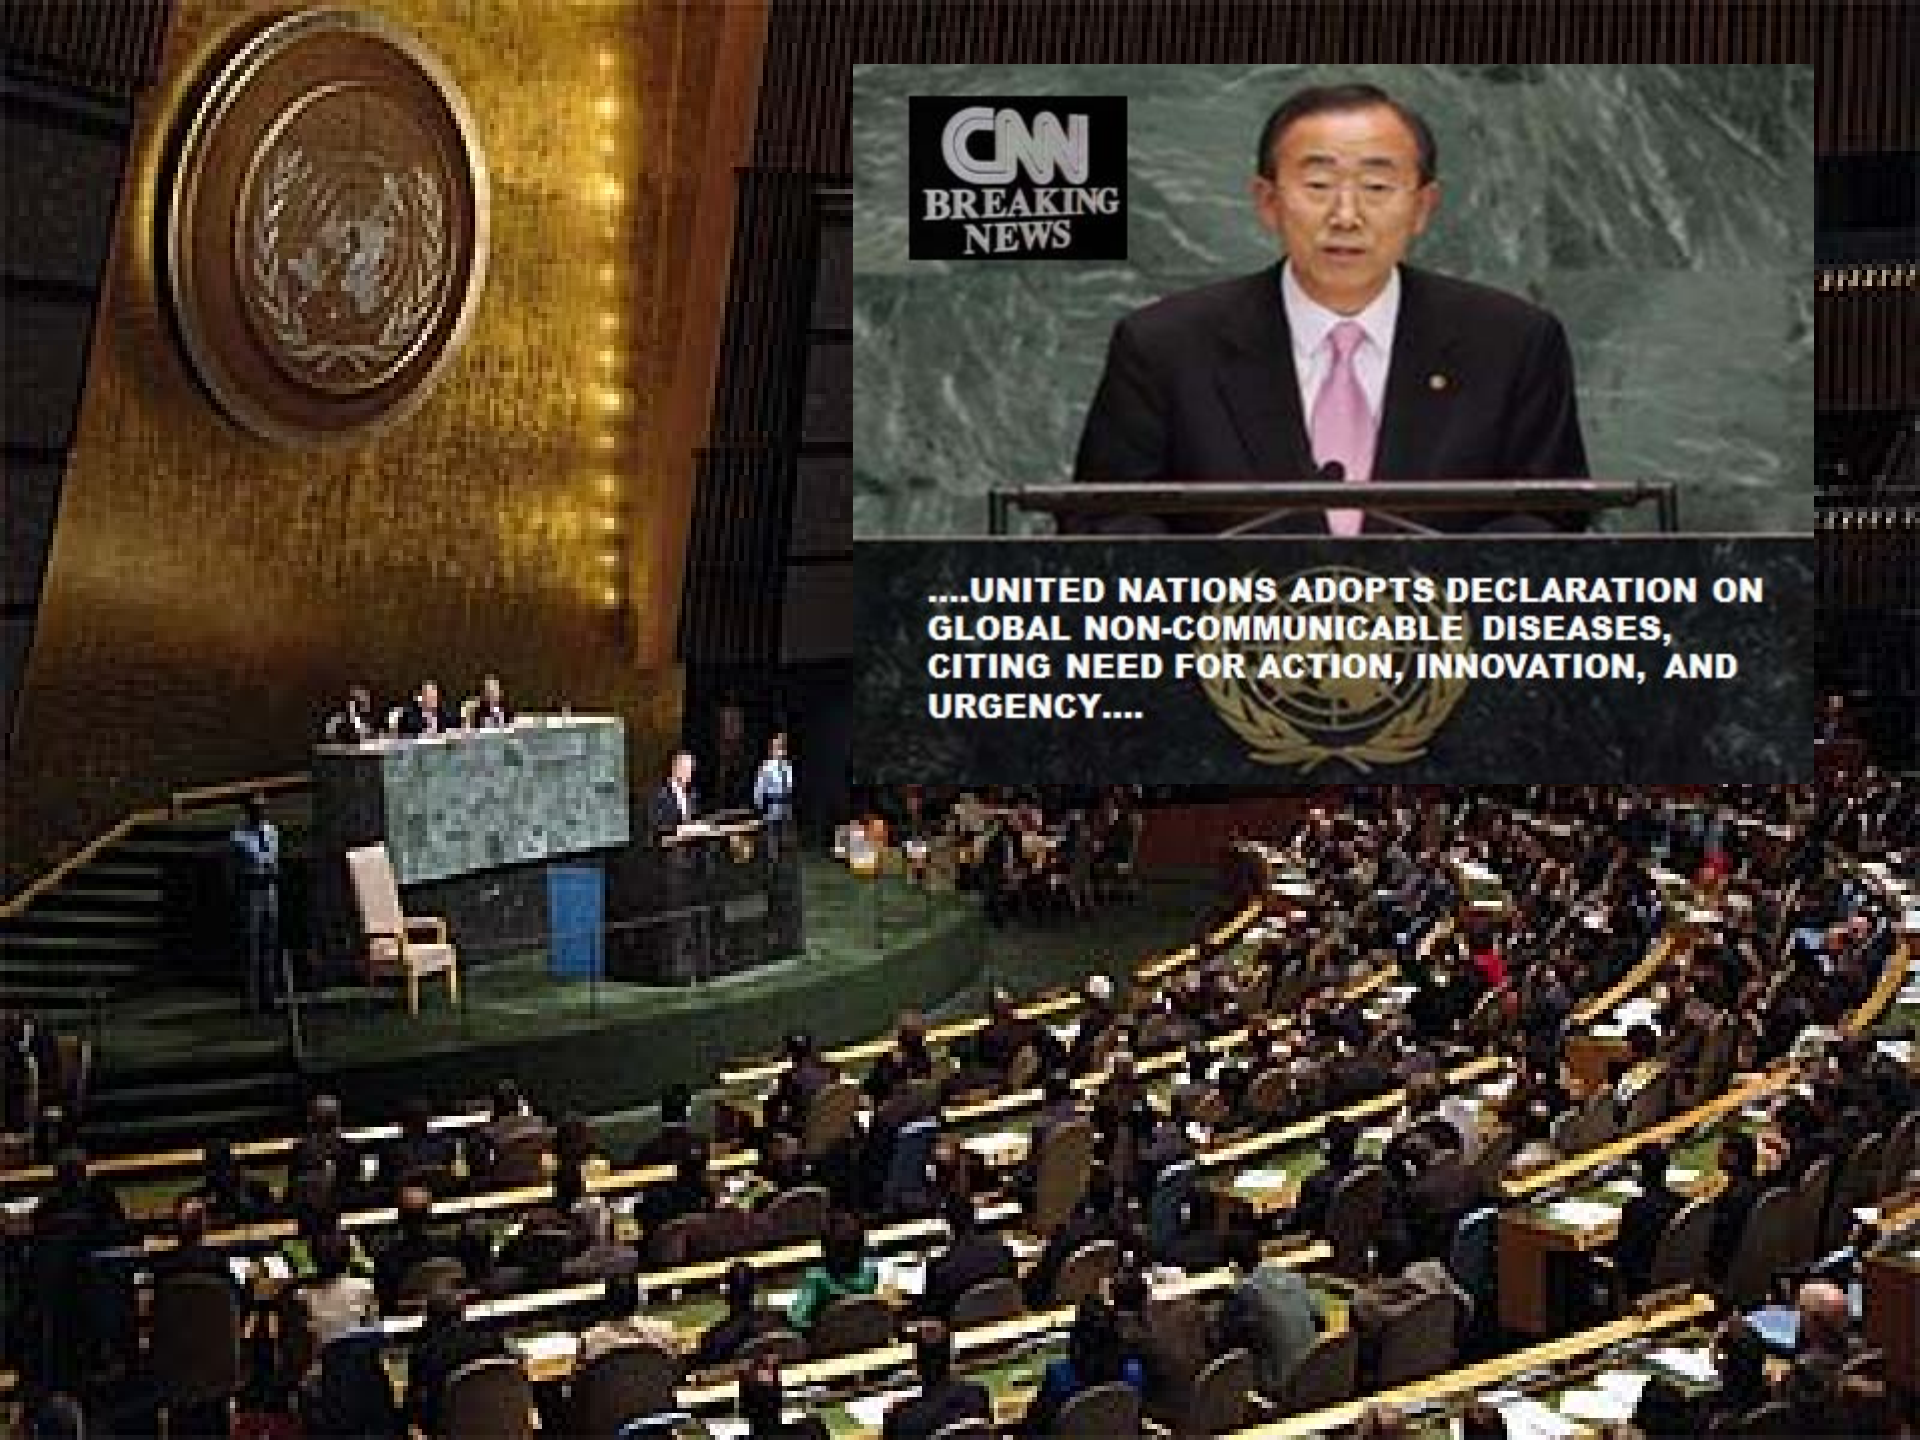 CNN
BREAKING
NEWS
....UNITED NATIONS ADOPTS DECLARATION ON
GLOBAL NON-COMMUNICABLE DISEASES,
CITING NEED FOR ACTION, INNOVATION, AND
URGENCY....